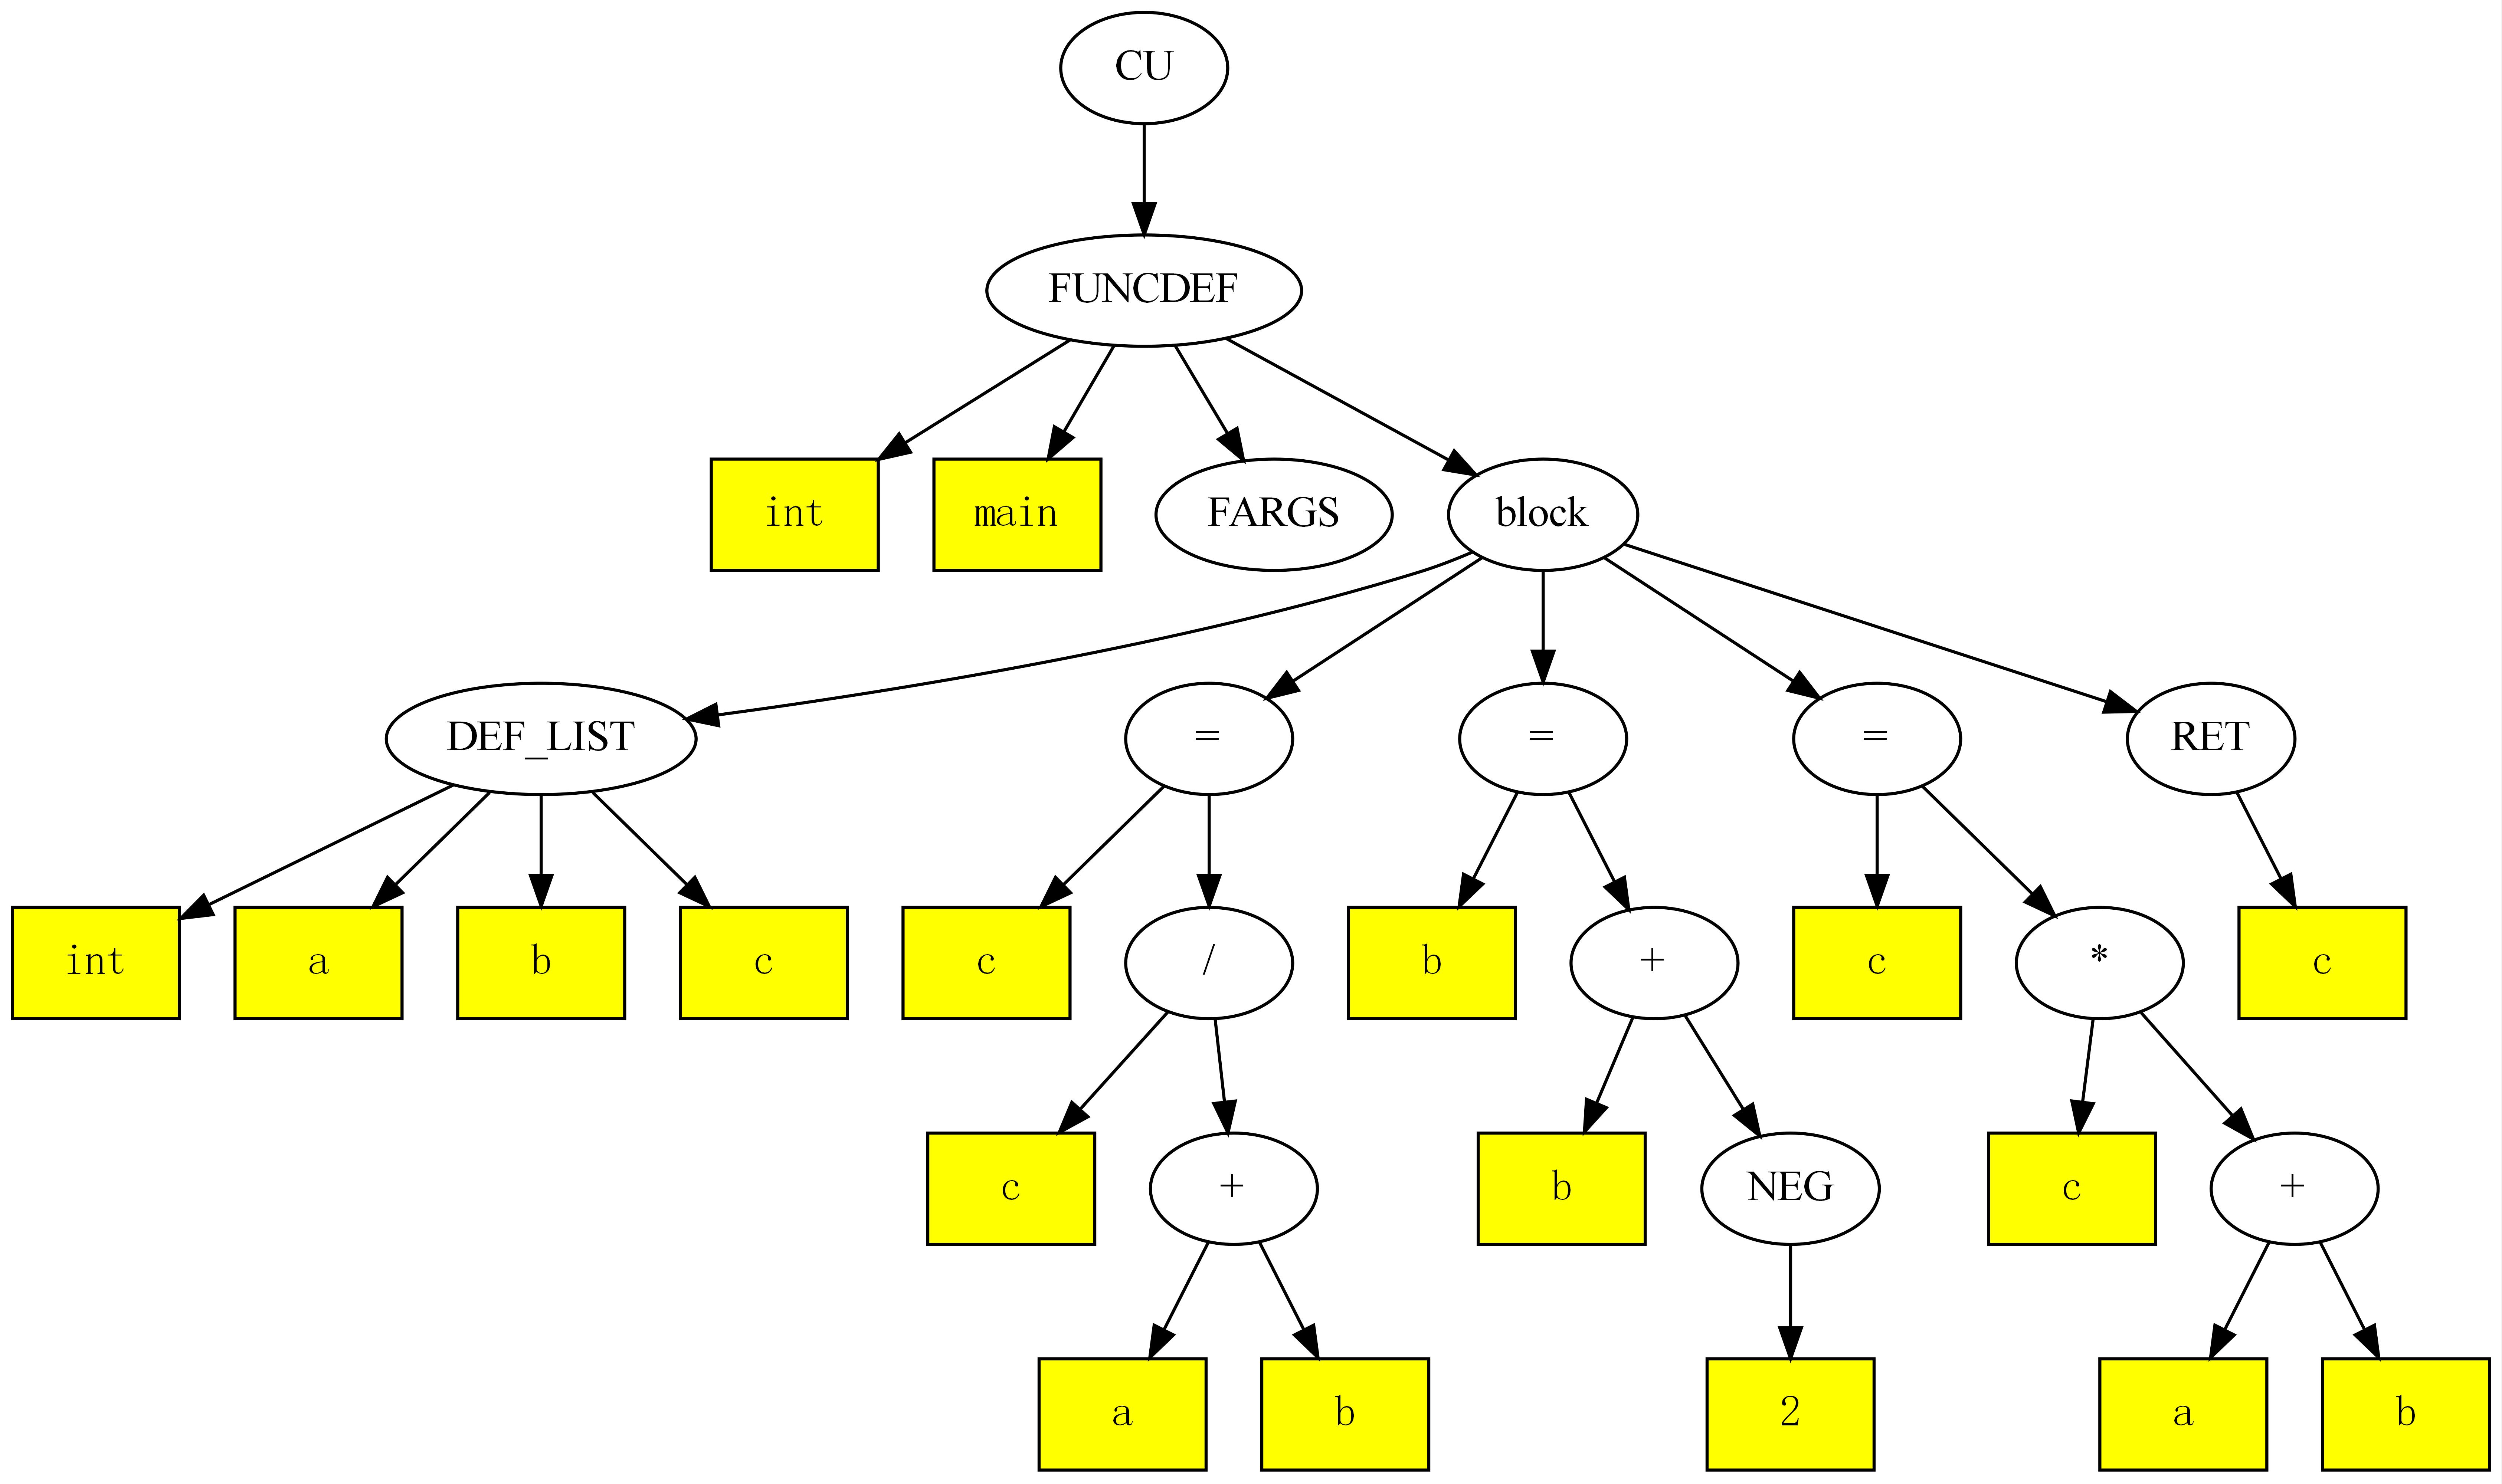 CU
FUNCDEF
int main FARGS block
DEF_LIST = = = RET
int a b c c / b + c * c
c + b NEG c +
a b 2 a b